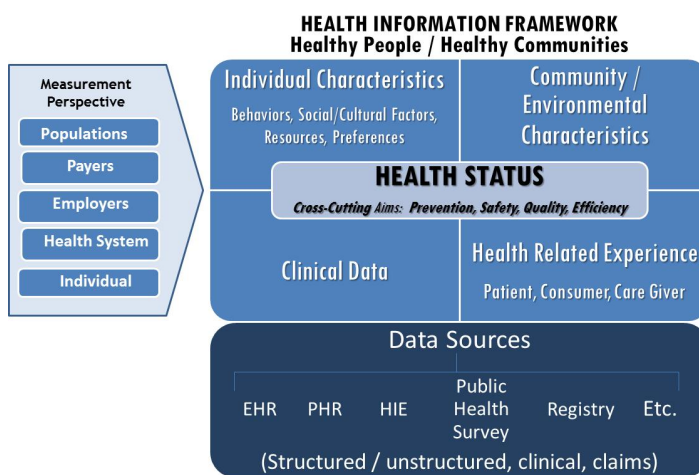 HEALTH INFORMATION FRAMEWORK
Healthy People / Healthy Communities
Measurement
Perspective
Populations
Payers
Employers
Health System
Individual
Individual Characteristics
Behaviors, Social/Cultural Factors,
Resources, Preferences
Community /
Environmental
Characteristics
HEALTH STATUS
Cross-Cutting Aims: Prevention, Safety, Quality, Efficiency
Clinical Data
Health Related Experience
Patient, Consumer, Care Giver
Data Sources
EHR
PHR
HIE
Public
Health
Survey
Registry
Etc.
(Structured / unstructured, clinical, claims)